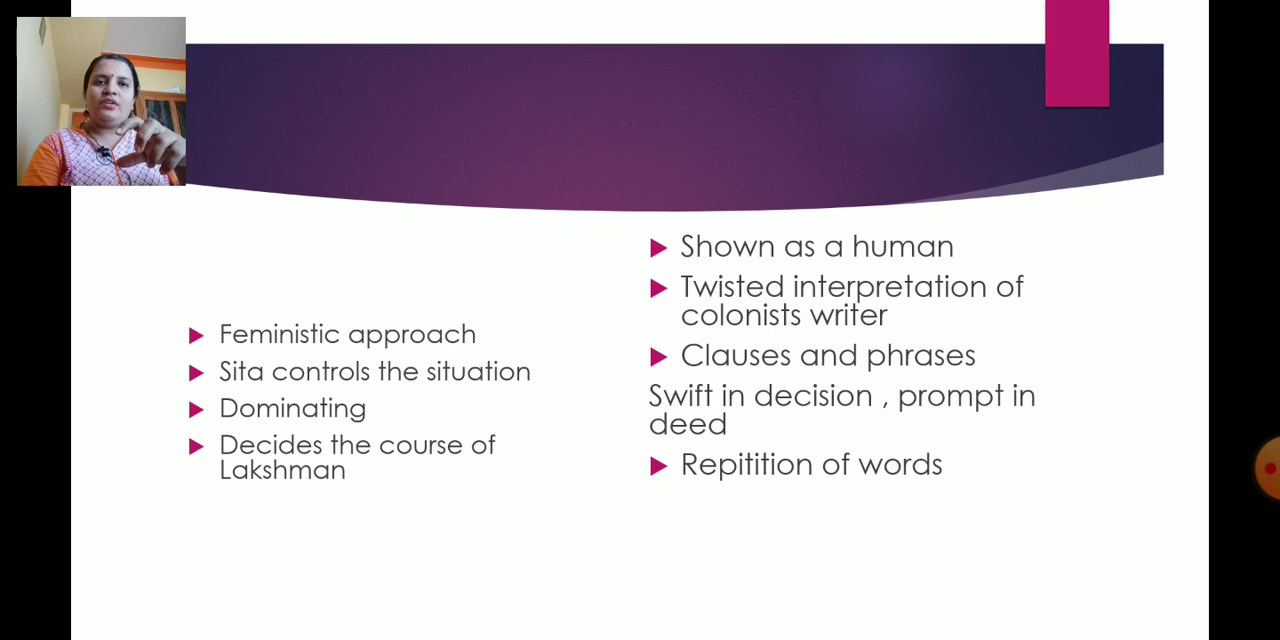 Feministic approach
Sita controls the situation
Dominating
Decides the course of
Lakshman
Shown as a human
Twisted interpretation of
colonists writer
Clauses and phrases
Swift in decision , prompt in
deed
Repitition of words